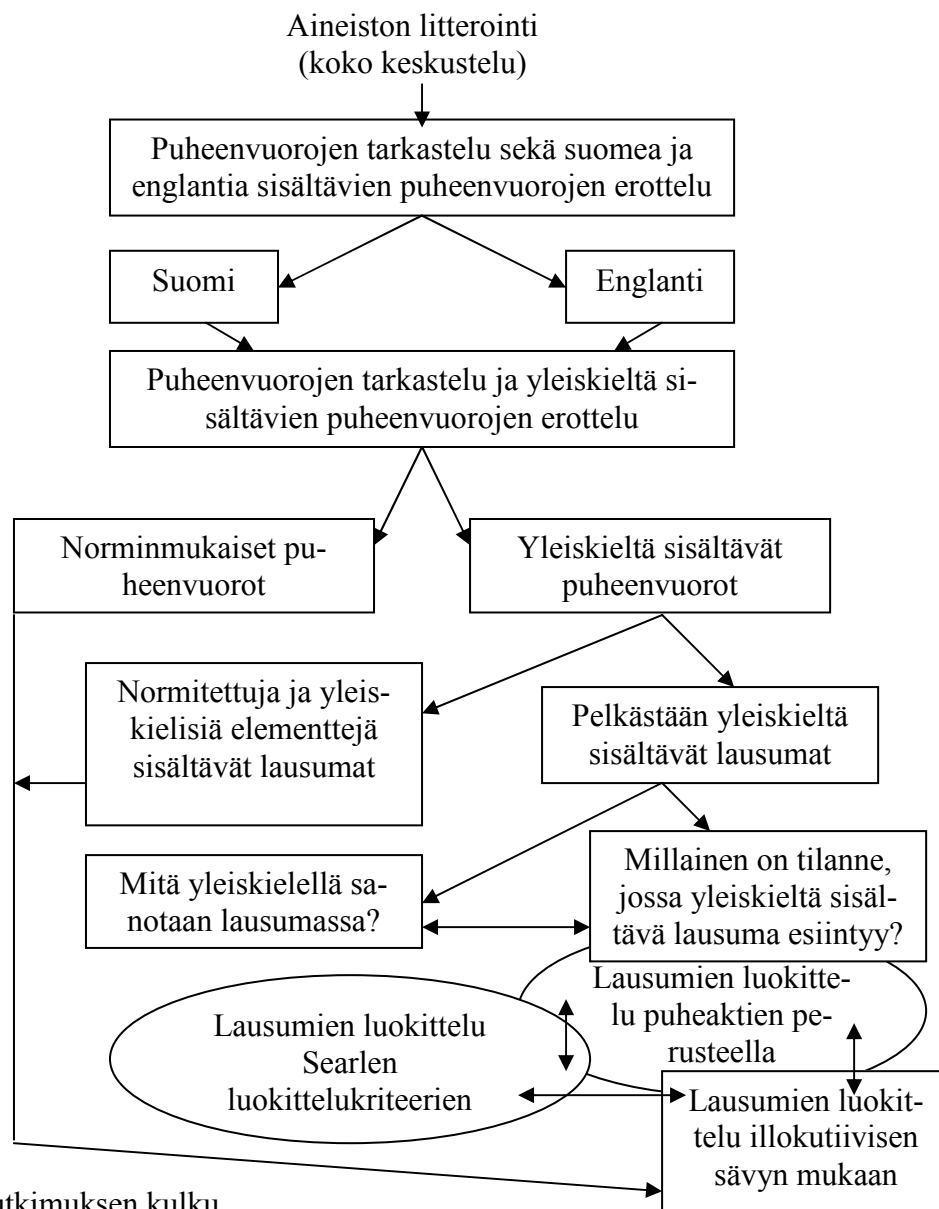 Aineiston litterointi
(koko keskustelu)
Puheenvuorojen tarkastelu sekä suomea ja
englantia sisältävien puheenvuorojen erottelu
Suomi
Englanti
Puheenvuorojen tarkastelu ja yleiskieltä si-
sältävien puheenvuorojen erottelu
Norminmukaiset pu-
heenvuorot
Yleiskieltä sisältävät
puheenvuorot
Normitettuja ja yleis-
kielisiä elementtejä
sisältävät lausumat
Pelkästään yleiskieltä
sisältävät lausumat
Mitä yleiskielellä sa-
notaan lausumassa?
Millainen on tilanne,
jossa yleiskieltä sisäl-
tävä lausuma esiintyy?
Lausumien luokitte-
lu puheaktien pe-
rusteella
Lausumien luokittelu
Searlen
luokittelukriteerien
Lausumien luokit-
telu illokutiivisen
sävyn mukaan
utkimuksen kulku